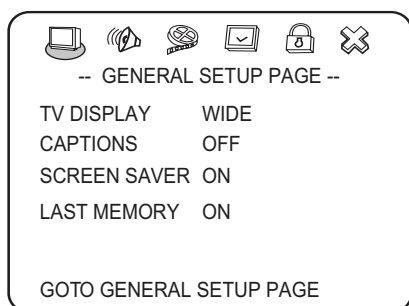 -- GENERAL SETUP PAGE --
TV DISPLAY WIDE
CAPTIONS OFF
SCREEN SAVER ON
LAST MEMORY ON
GOTO GENERAL SETUP PAGE